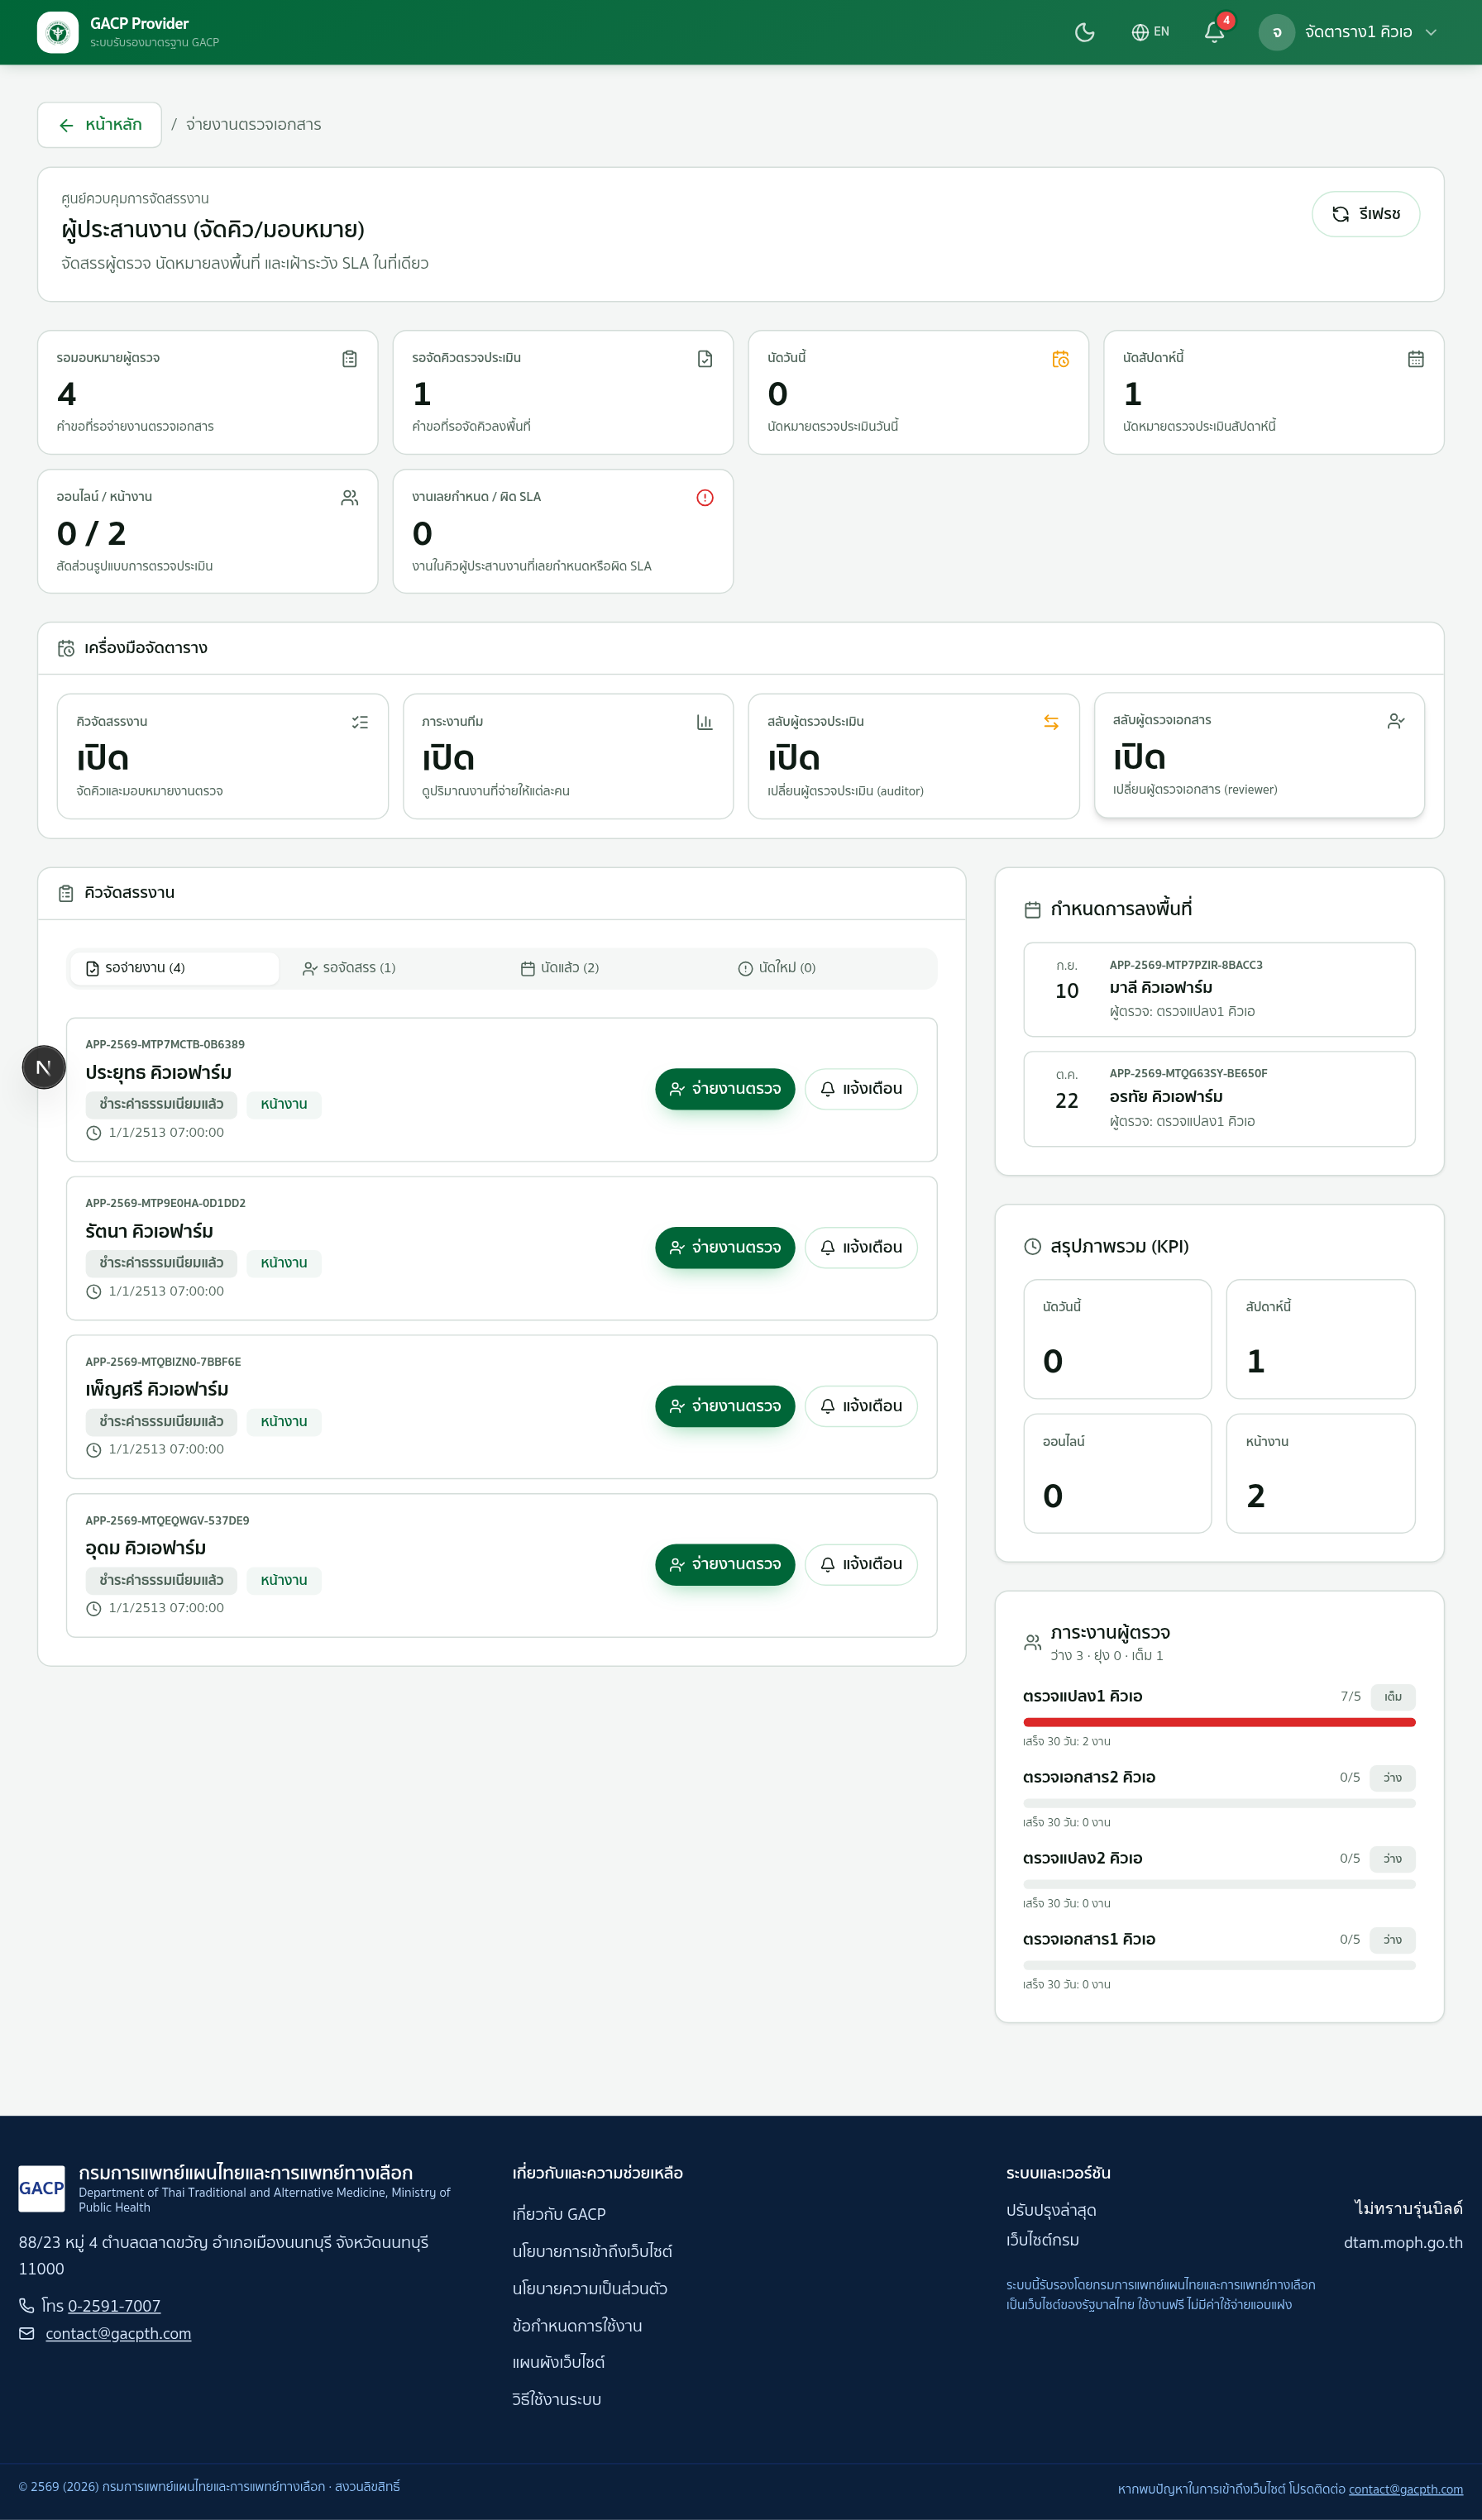 GACP Provider
ระบบรับรองมาตรฐาน GACP
EN
4
จ
จัดตาราง1 คิวเอ
หน้าหลัก / จ่ายงานตรวจเอกสาร
ศูนย์ควบคุมการจัดสรรงาน
ผู้ประสานงาน (จัดคิว/มอบหมาย)
จัดสรรผู้ตรวจ นัดหมายลงพื้นที่ และเฝ้าระวัง SLA ในที่เดียว
รีเฟรช
รอมอบหมายผู้ตรวจ
4
คำขอที่รอจ่ายงานตรวจเอกสาร
รอจัดคิวตรวจประเมิน
1
คำขอที่รอจัดคิวลงพื้นที่
นัดวันนี้
0
นัดหมายตรวจประเมินวันนี้
นัดสัปดาห์นี้
1
นัดหมายตรวจประเมินสัปดาห์นี้
ออนไลน์ / หน้างาน
0 / 2
สัดส่วนรูปแบบการตรวจประเมิน
งานเลยกำหนด / ผิด SLA
0
งานในคิวผู้ประสานงานที่เลยกำหนดหรือผิด SLA
เครื่องมือจัดตาราง
คิวจัดสรรงาน
เปิด
จัดคิวและมอบหมายงานตรวจ
ภาระงานทีม
เปิด
ดูปริมาณงานที่จ่ายให้แต่ละคน
สลับผู้ตรวจประเมิน
เปิด
เปลี่ยนผู้ตรวจประเมิน (auditor)
สลับผู้ตรวจเอกสาร
เปิด
เปลี่ยนผู้ตรวจเอกสาร (reviewer)
คิวจัดสรรงาน
รอจ่ายงาน (4)
รอจัดสรร (1)
นัดแล้ว (2)
นัดใหม่ (0)
APP-2569-MTP7MCTB-0B6389
ประยุทธ คิวเอฟาร์ม
ชำระค่าธรรมเนียมแล้ว หน้างาน
1/1/2513 07:00:00
จ่ายงานตรวจ
แจ้งเตือน
APP-2569-MTP9E0HA-0D1DD2
รัตนา คิวเอฟาร์ม
ชำระค่าธรรมเนียมแล้ว หน้างาน
1/1/2513 07:00:00
จ่ายงานตรวจ
แจ้งเตือน
APP-2569-MTQBIZN0-7BBF6E
เพ็ญศรี คิวเอฟาร์ม
ชำระค่าธรรมเนียมแล้ว หน้างาน
1/1/2513 07:00:00
จ่ายงานตรวจ
แจ้งเตือน
APP-2569-MTQEQWGV-537DE9
อุดม คิวเอฟาร์ม
ชำระค่าธรรมเนียมแล้ว หน้างาน
1/1/2513 07:00:00
จ่ายงานตรวจ
แจ้งเตือน
N
กำหนดการลงพื้นที่
ก.ย.
10
APP-2569-MTP7PZIR-8BACC3
มาลี คิวเอฟาร์ม
ผู้ตรวจ: ตรวจแปลง1 คิวเอ
ต.ค.
22
APP-2569-MTQG63SY-BE650F
อรทัย คิวเอฟาร์ม
ผู้ตรวจ: ตรวจแปลง1 คิวเอ
สรุปภาพรวม (KPI)
นัดวันนี้
0
สัปดาห์นี้
1
ออนไลน์
0
หน้างาน
2
ภาระงานผู้ตรวจ
ว่าง 3 · ยุ่ง 0 · เต็ม 1
ตรวจแปลง1 คิวเอ 7/5 เต็ม
เสร็จ 30 วัน: 2 งาน
ตรวจเอกสาร2 คิวเอ 0/5 ว่าง
เสร็จ 30 วัน: 0 งาน
ตรวจแปลง2 คิวเอ 0/5 ว่าง
เสร็จ 30 วัน: 0 งาน
ตรวจเอกสาร1 คิวเอ 0/5 ว่าง
เสร็จ 30 วัน: 0 งาน
GACP
กรมการแพทย์แผนไทยและการแพทย์ทางเลือก
Department of Thai Traditional and Alternative Medicine, Ministry of
Public Health
88/23 หมู่ 4 ตำบลตลาดขวัญ อำเภอเมืองนนทบุรี จังหวัดนนทบุรี
11000
โทร 0-2591-7007
contact@gacpth.com
เกี่ยวกับและความช่วยเหลือ
เกี่ยวกับ GACP
นโยบายการเข้าถึงเว็บไซต์
นโยบายความเป็นส่วนตัว
ข้อกำหนดการใช้งาน
แผนผังเว็บไซต์
วิธีใช้งานระบบ
ระบบและเวอร์ชัน
ปรับปรุงล่าสุด ไม่ทราบรุ่นบิลด์
เว็บไซต์กรม dtam.moph.go.th
ระบบนี้รับรองโดยกรมการแพทย์แผนไทยและการแพทย์ทางเลือก
เป็นเว็บไซต์ของรัฐบาลไทย ใช้งานฟรี ไม่มีค่าใช้จ่ายแอบแฝง
© 2569 (2026) กรมการแพทย์แผนไทยและการแพทย์ทางเลือก · สงวนลิขสิทธิ์
หากพบปัญหาในการเข้าถึงเว็บไซต์ โปรดติดต่อ contact@gacpth.com